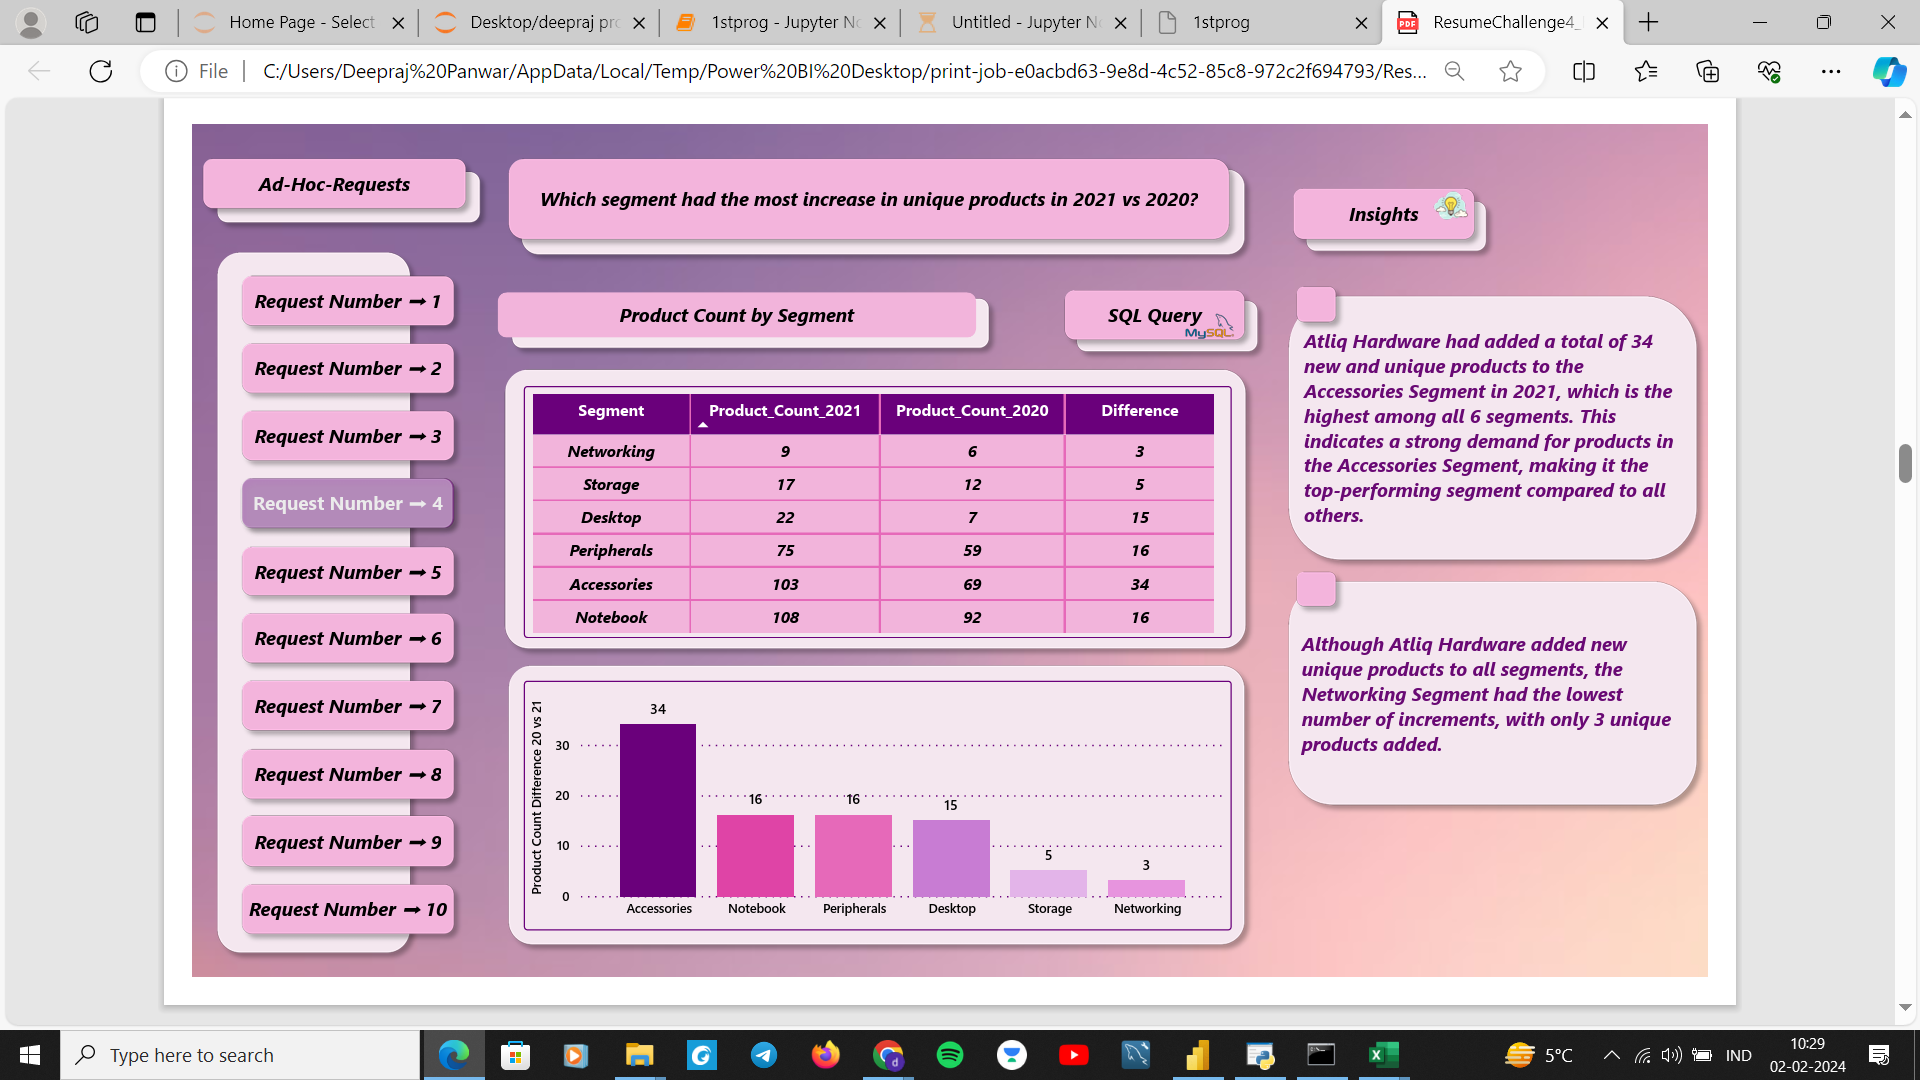 Home Page - Select
Desktop/deepraj pr
1stprog - Jupyter N
Untitled - Jupyter N
1stprog
ResumeChallenge4_
File
C:/Users/Deepraj%20Panwar/AppData/Local/Temp/Power%20BI%20Desktop/print-job-e0acbd63-9e8d-4c52-85c8-972c2f694793/Res...
Ad-Hoc-Requests
Request Number ➞ 1
Request Number ➞ 2
Request Number ➞ 3
Request Number ➞ 4
Request Number ➞ 5
Request Number ➞ 6
Request Number ➞ 7
Request Number ➞ 8
Request Number ➞ 9
Request Number ➞ 10
Which segment had the most increase in unique products in 2021 vs 2020?
Product Count by Segment
SQL Query
MySQL
Segment Product_Count_2021 Product_Count_2020 Difference
Networking 9 6 3
Storage 17 12 5
Desktop 22 7 15
Peripherals 75 59 16
Accessories 103 69 34
Notebook 108 92 16
Product Count Difference 20 vs 21
30
20
10
0
34
16
16
15
5
3
Accessories Notebook Peripherals Desktop Storage Networking
Insights
Atliq Hardware had added a total of 34
new and unique products to the
Accessories Segment in 2021, which is the
highest among all 6 segments. This
indicates a strong demand for products in
the Accessories Segment, making it the
top-performing segment compared to all
others.
Although Atliq Hardware added new
unique products to all segments, the
Networking Segment had the lowest
number of increments, with only 3 unique
products added.
Type here to search
5°C
IND
10:29
02-02-2024